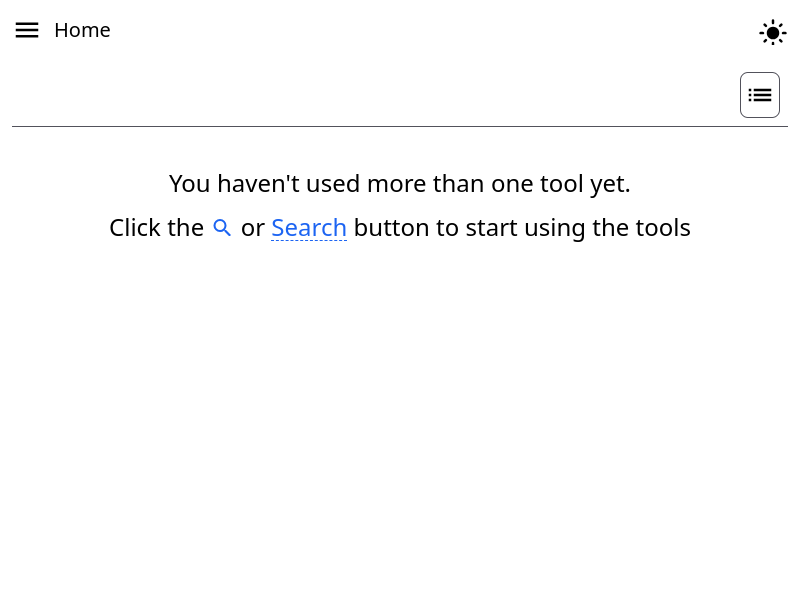 Home
You haven't used more than one tool yet.
Click the or Search button to start using the tools